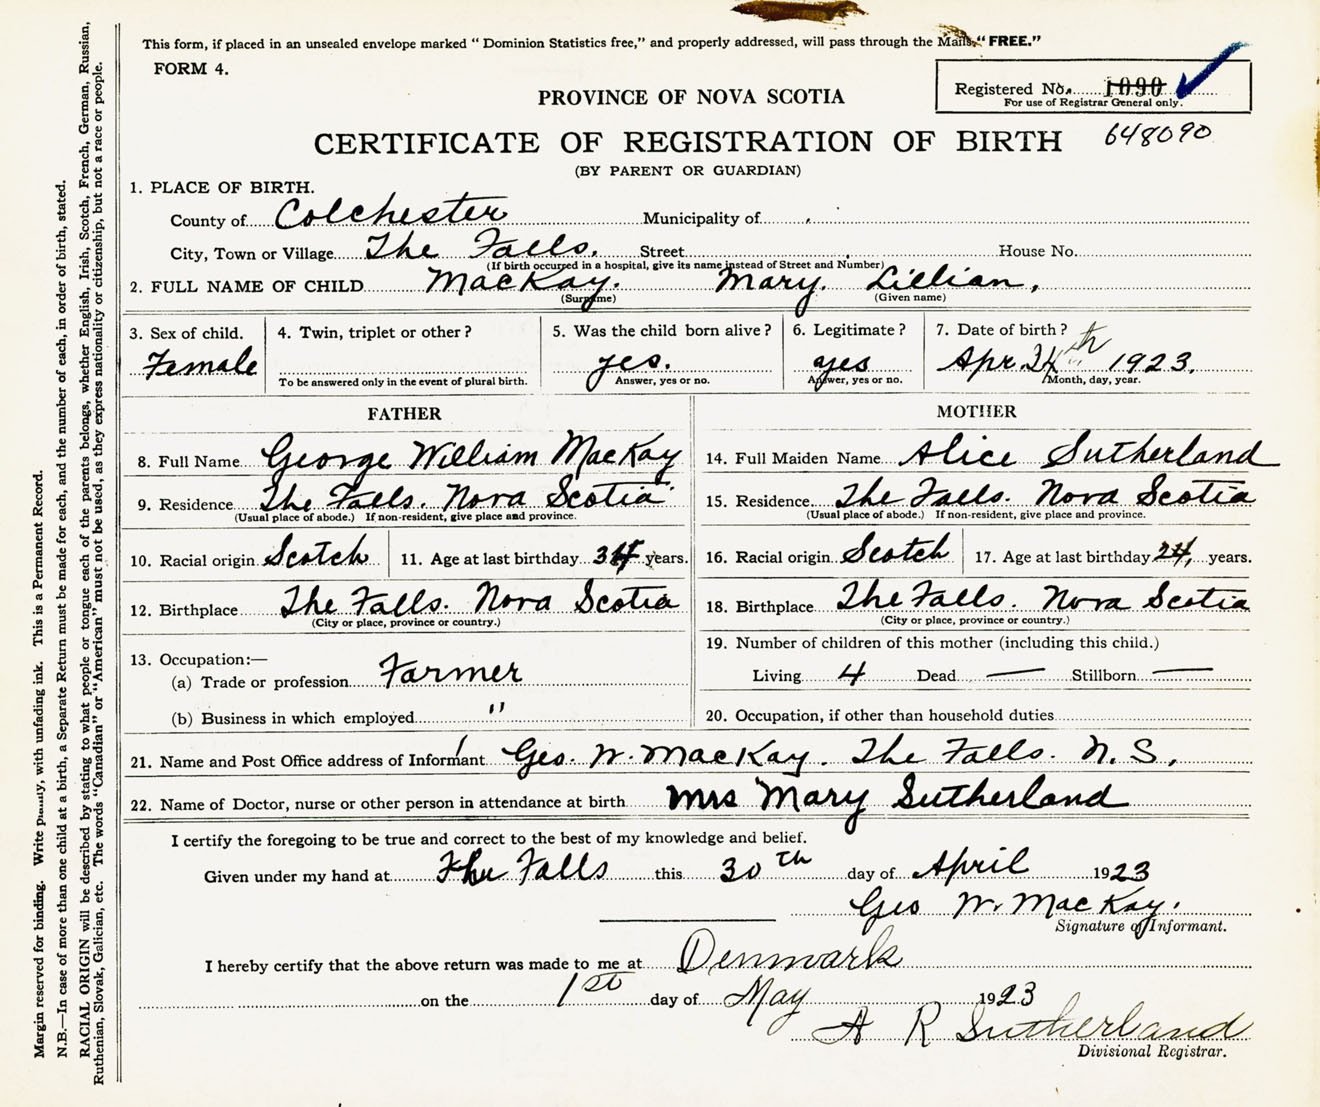 This form, if placed in an unsealed envelope marked " Dominion Statistics free," and properly addressed, will pass through the Mails, "FREE."
FORM 4.
Registered No. 1090
For use of Registrar General only.
PROVINCE OF NOVA SCOTIA
CERTIFICATE OF REGISTRATION OF BIRTH 648090
(BY PARENT OR GUARDIAN)
1. PLACE OF BIRTH.
County of Colchester Municipality of
City, Town or Village The Falls. Street House No.
(If birth occurred in a hospital, give its name instead of Street and Number)
2. FULL NAME OF CHILD MacKay. Mary. Lillian,
(Surname) (Given name)
3. Sex of child. 4. Twin, triplet or other? 5. Was the child born alive? 6. Legitimate? 7. Date of birth?
Female yes. yes Apr. 24th 1923.
To be answered only in the event of plural birth. Answer, yes or no. Answer, yes or no. Month, day, year.
FATHER MOTHER
8. Full Name George William MacKay 14. Full Maiden Name Alice Sutherland
9. Residence The Falls. Nova Scotia 15. Residence The Falls. Nova Scotia
(Usual place of abode.) If non-resident, give place and province. (Usual place of abode.) If non-resident, give place and province.
10. Racial origin Scotch 11. Age at last birthday years. 16. Racial origin Scotch 17. Age at last birthday 24, years.
12. Birthplace The Falls. Nova Scotia 18. Birthplace The Falls. Nova Scotia
(City or place, province or country.) (City or place, province or country.)
13. Occupation:— 19. Number of children of this mother (including this child.)
(a) Trade or profession Farmer Living 4 Dead — Stillborn —
(b) Business in which employed " 20. Occupation, if other than household duties
21. Name and Post Office address of Informant Geo. W. MacKay. The Falls. N. S.
22. Name of Doctor, nurse or other person in attendance at birth Mrs Mary Sutherland
I certify the foregoing to be true and correct to the best of my knowledge and belief.
Given under my hand at The Falls this 30th day of April 1923
Geo W. MacKay.
Signature of Informant.
I hereby certify that the above return was made to me at Denmark
on the 1st day of May 1923
A R Sutherland
Divisional Registrar.
Margin reserved for binding. Write plainly, with unfading ink. This is a Permanent Record.
N.B.—In case of more than one child at a birth, a Separate Return must be made for each, and the number of each, in order of birth, stated.
RACIAL ORIGIN will be described by stating to what people or tongue each of the parents belongs, whether English, Irish, Scotch, French, German, Russian,
Ruthenian, Slovak, Galician, etc. The words "Canadian" or "American" must not be used, as they express nationality or citizenship, but not a race or people.